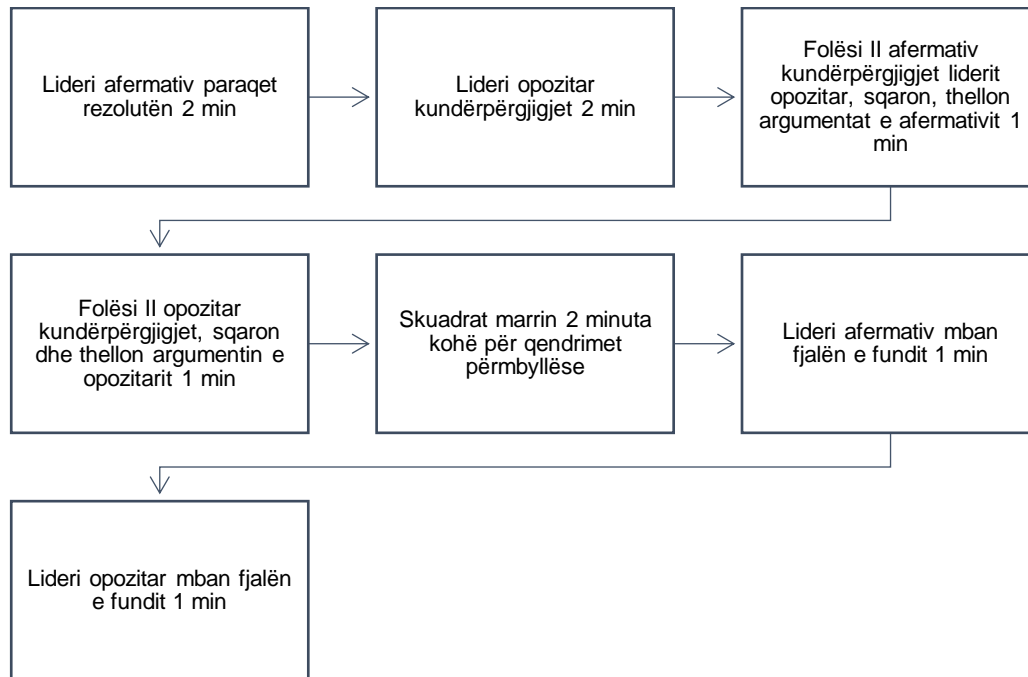 Lideri afermativ paraqet
rezolutën 2 min
Lideri opozitar
kundërpërgjigjet 2 min
Folësi II afermativ
kundërpërgjigjet liderit
opozitar, sqaron, thellon
argumentat e afermativit 1
min
Folësi II opozitar
kundërpërgjigjet, sqaron
dhe thellon argumentin e
opozitarit 1 min
Skuadrat marrin 2 minuta
kohë për qendrimet
përmbyllëse
Lideri afermativ mban
fjalën e fundit 1 min
Lideri opozitar mban fjalën
e fundit 1 min